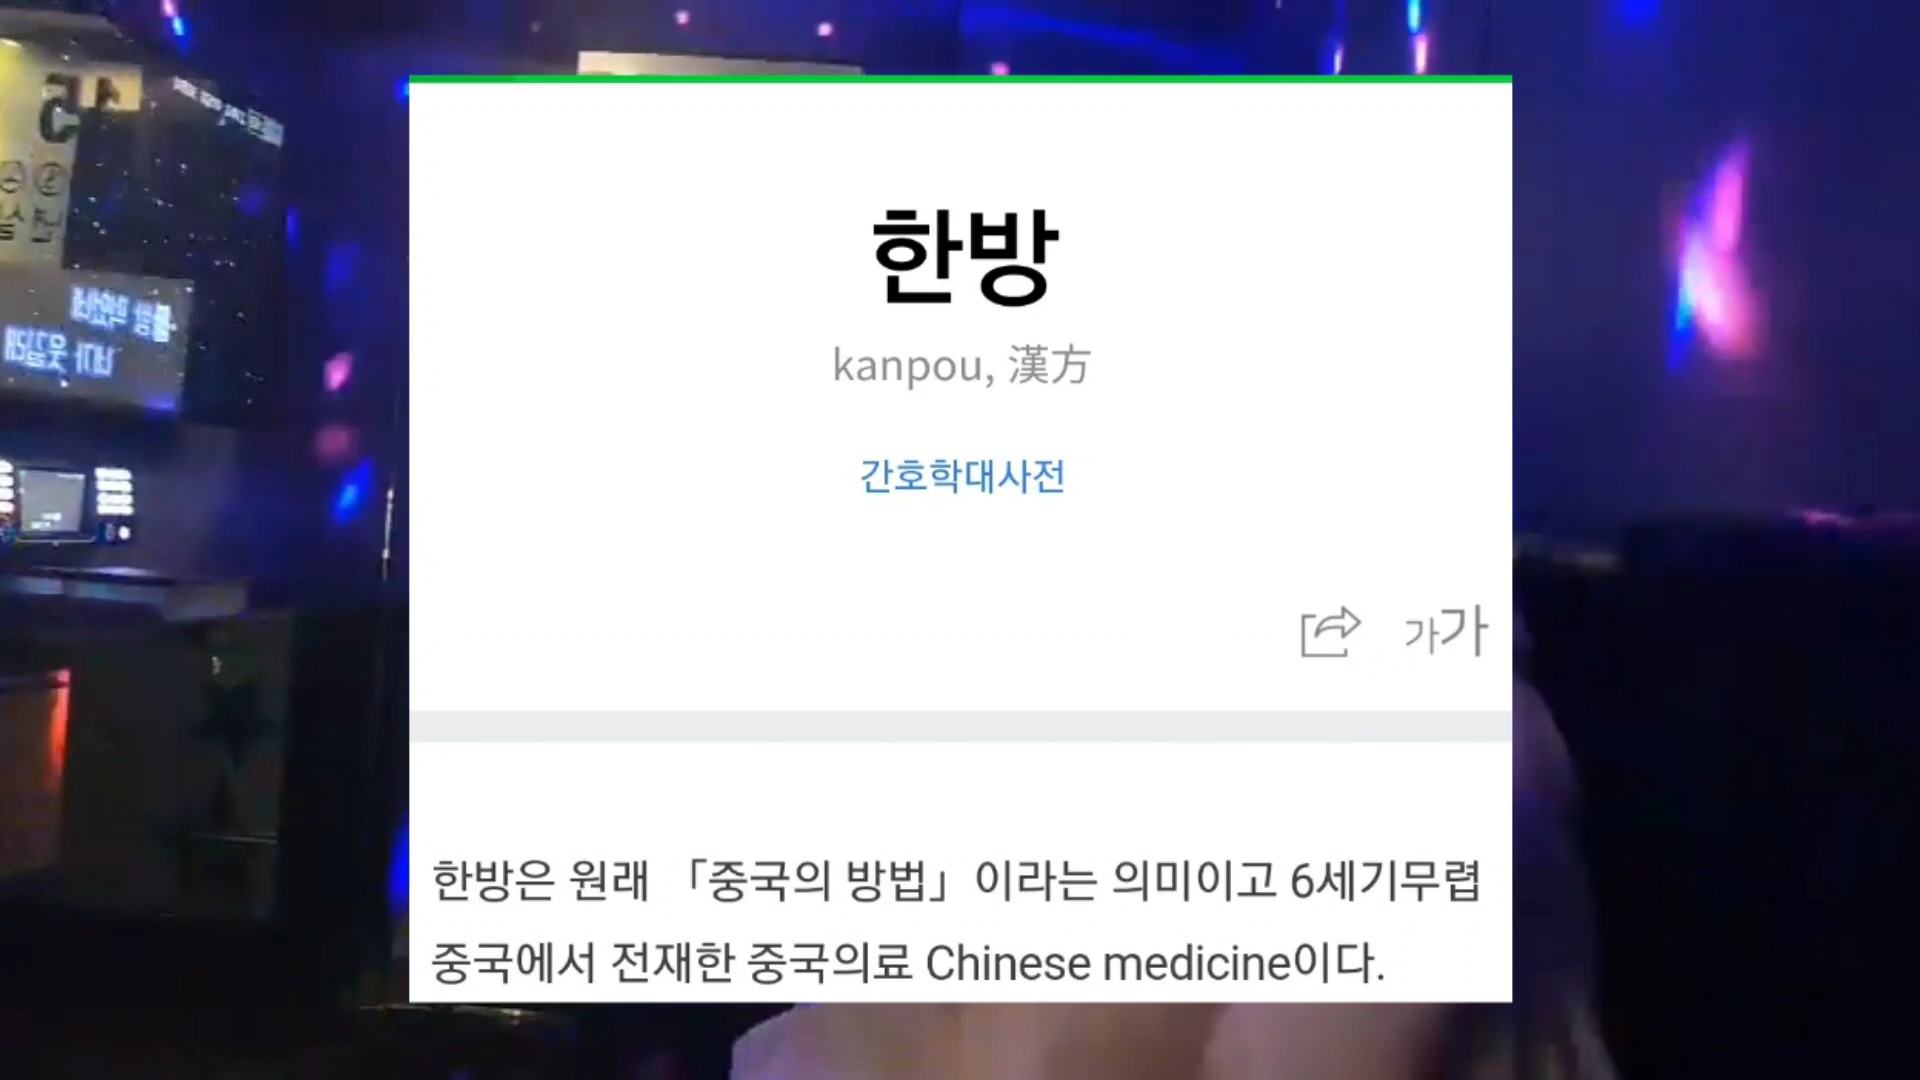 한방
kanpou, 漢方
간호학대사전
가가
한방은 원래 「중국의 방법」이라는 의미이고 6세기무렵
중국에서 전재한 중국의료 Chinese medicine이다.